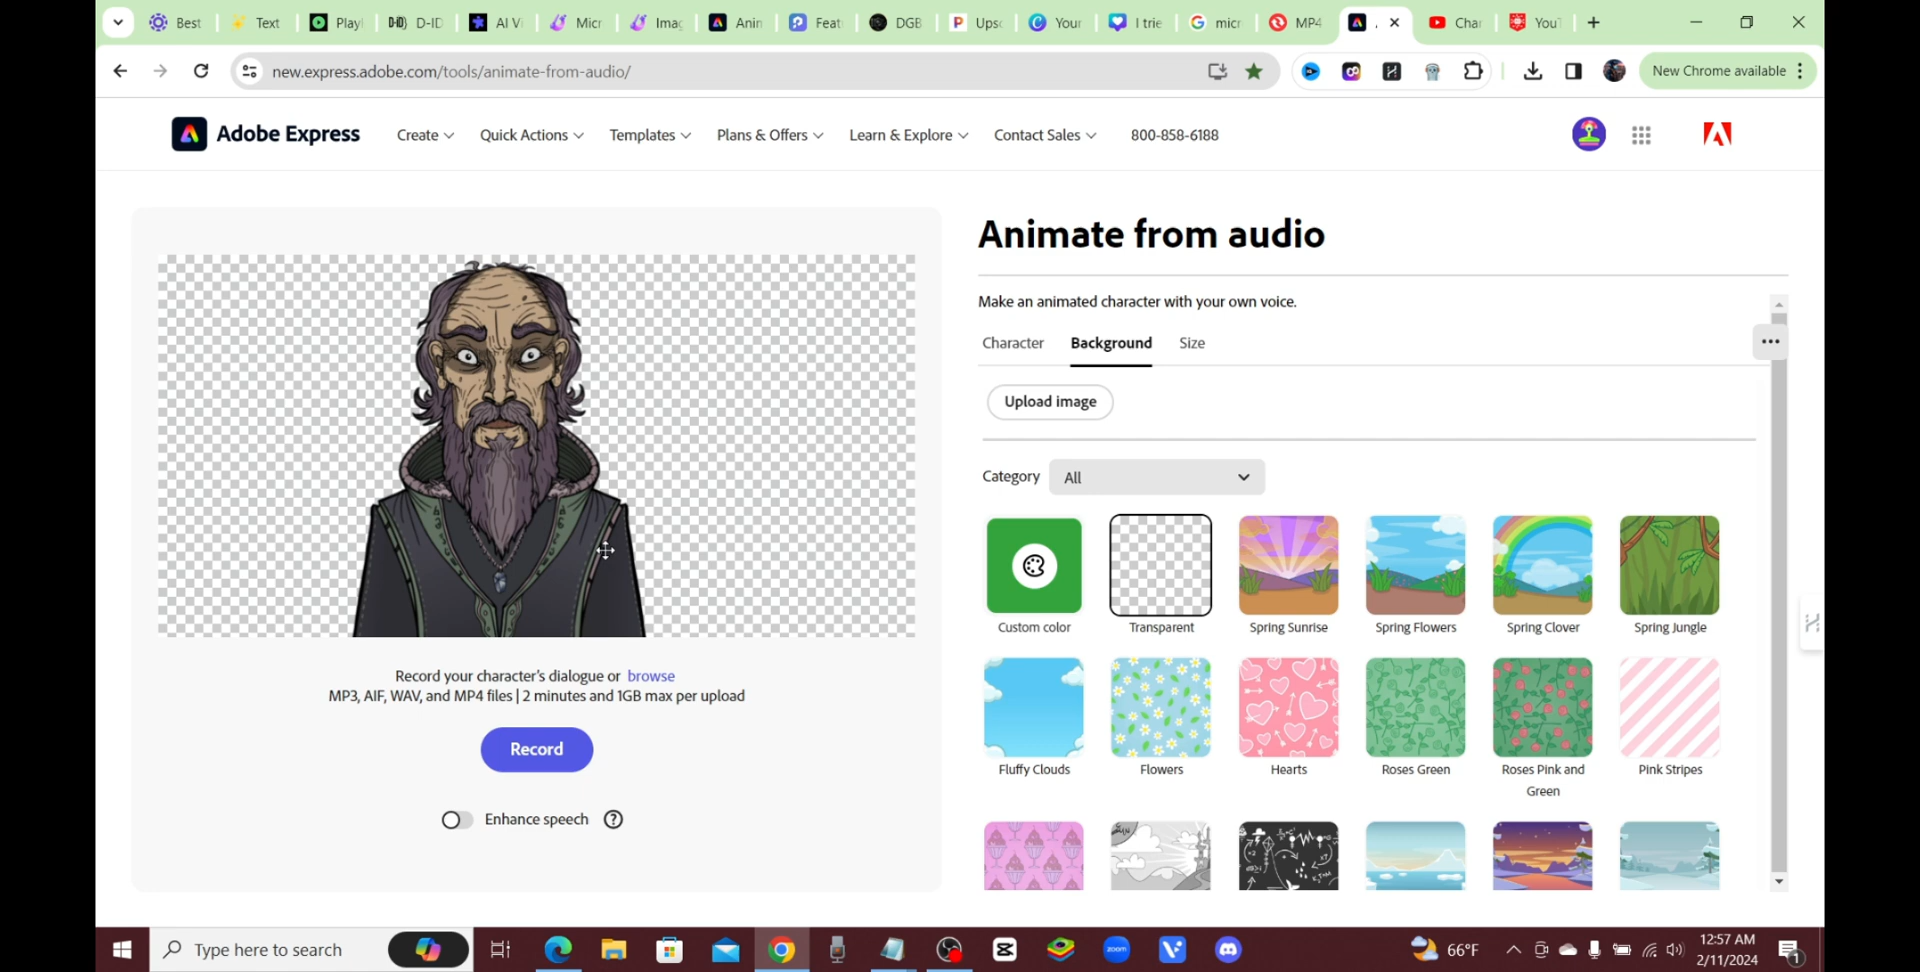 Best
Text
Play
D-ID
AI Vi
Micr
Imag
Anin
Feat
DGB
Upsc
Your
I trie
micr
MP4
Char
YouT
new.express.adobe.com/tools/animate-from-audio/
New Chrome available
Adobe Express
Create
Quick Actions
Templates
Plans & Offers
Learn & Explore
Contact Sales
800-858-6188
Animate from audio
Make an animated character with your own voice.
Character
Background
Size
Upload image
Category
All
Custom color
Transparent
Spring Sunrise
Spring Flowers
Spring Clover
Spring Jungle
Fluffy Clouds
Flowers
Hearts
Roses Green
Roses Pink and
Green
Pink Stripes
Record your character's dialogue or browse
MP3, AIF, WAV, and MP4 files | 2 minutes and 1GB max per upload
Record
Enhance speech
Type here to search
zoom
66°F
12:57 AM
2/11/2024
1